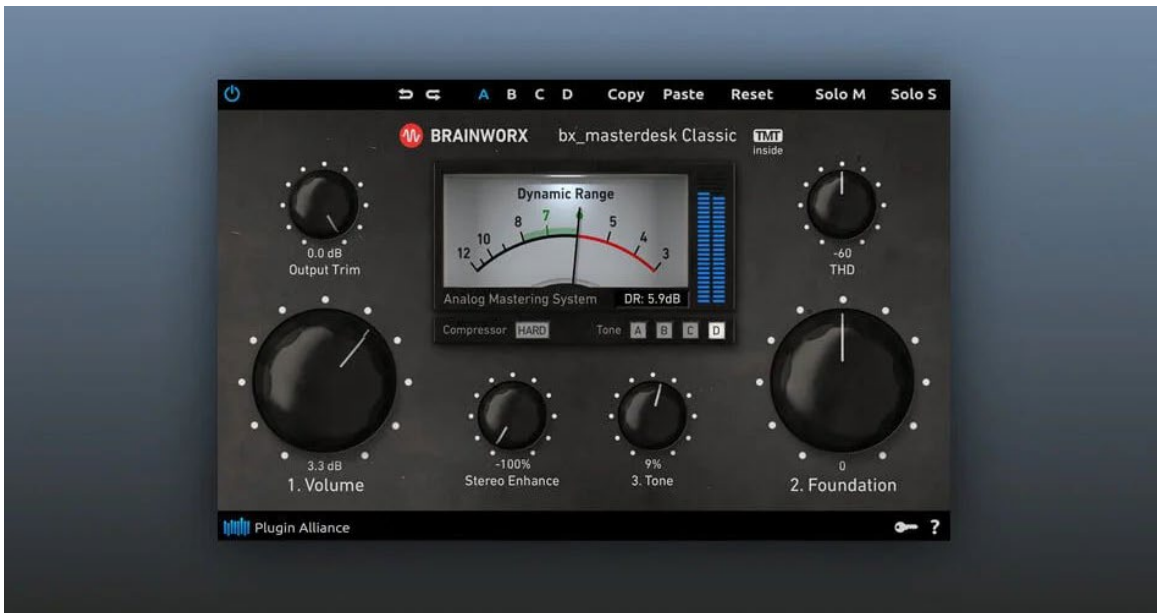 A B C D Copy Paste Reset Solo M Solo S
BRAINWORX bx_masterdesk Classic TMT
inside
Dynamic Range
12 10 8 7 6 5 4 3
Analog Mastering System DR: 5.9dB
Compressor HARD Tone A B C D
0.0 dB
Output Trim
-60
THD
3.3 dB
1. Volume
-100%
Stereo Enhance
9%
3. Tone
0
2. Foundation
Plugin Alliance ?